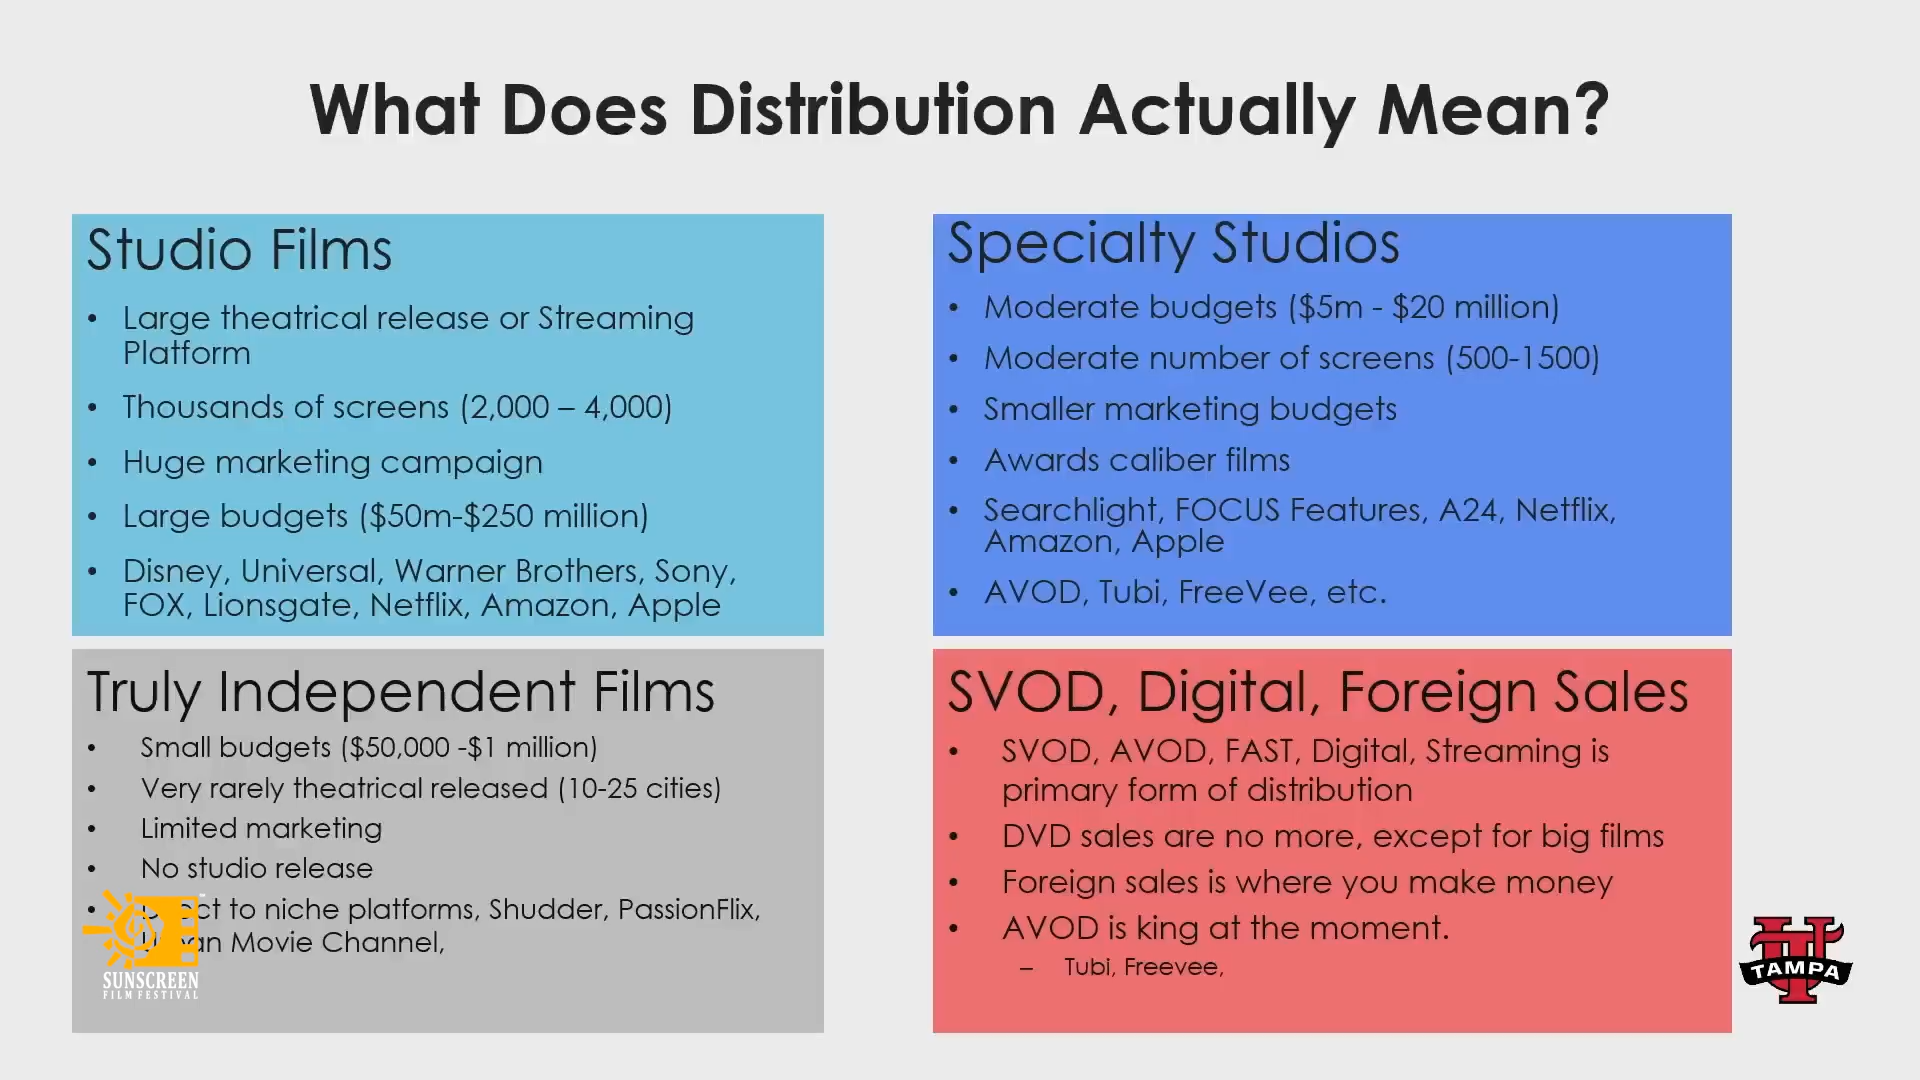 What Does Distribution Actually Mean?
Studio Films
• Large theatrical release or Streaming
Platform
• Thousands of screens (2,000 – 4,000)
• Huge marketing campaign
• Large budgets ($50m-$250 million)
• Disney, Universal, Warner Brothers, Sony,
FOX, Lionsgate, Netflix, Amazon, Apple
Specialty Studios
• Moderate budgets ($5m - $20 million)
• Moderate number of screens (500-1500)
• Smaller marketing budgets
• Awards caliber films
• Searchlight, FOCUS Features, A24, Netflix,
Amazon, Apple
• AVOD, Tubi, FreeVee, etc.
Truly Independent Films
• Small budgets ($50,000 -$1 million)
• Very rarely theatrical released (10-25 cities)
• Limited marketing
• No studio release
• to niche platforms, Shudder, PassionFlix,
Movie Channel,
SUNSCREEN
FILM FESTIVAL
SVOD, Digital, Foreign Sales
• SVOD, AVOD, FAST, Digital, Streaming is
primary form of distribution
• DVD sales are no more, except for big films
• Foreign sales is where you make money
• AVOD is king at the moment.
– Tubi, Freevee,
UT
TAMPA